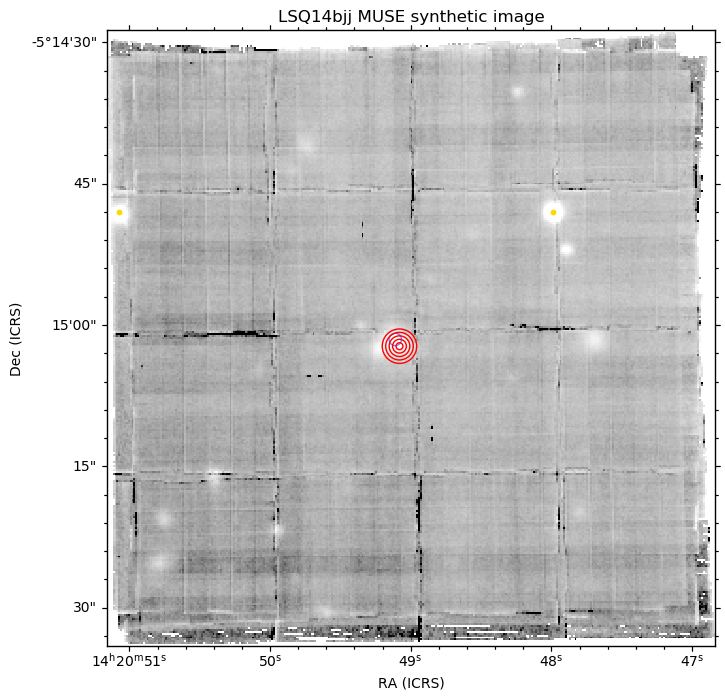 LSQ14bjj MUSE synthetic image
-5°14'30"
45"
15'00"
15"
30"
Dec (ICRS)
14ʰ20ᵐ51ˢ 50ˢ 49ˢ 48ˢ 47ˢ
RA (ICRS)